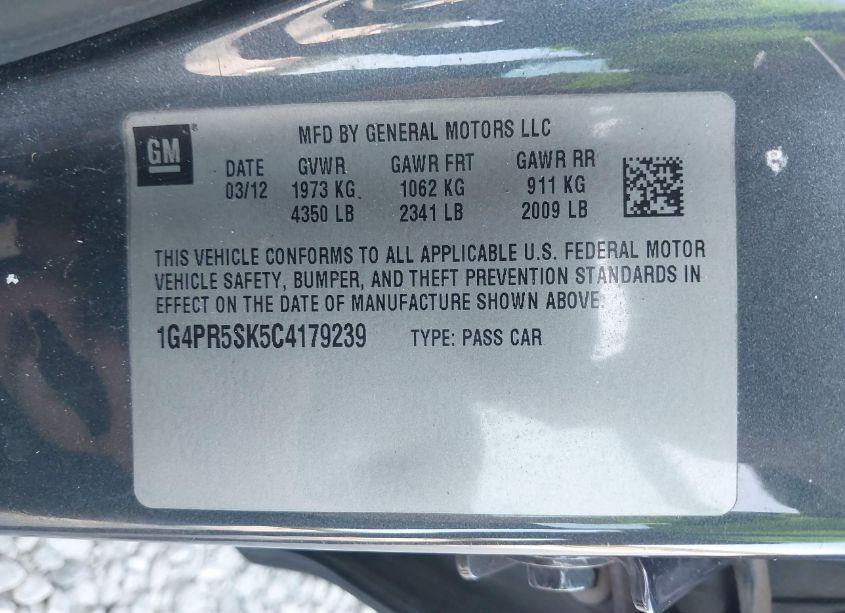 GM®
MFD BY GENERAL MOTORS LLC
DATE GVWR GAWR FRT GAWR RR
03/12 1973 KG 1062 KG 911 KG
4350 LB 2341 LB 2009 LB
THIS VEHICLE CONFORMS TO ALL APPLICABLE U.S. FEDERAL MOTOR
VEHICLE SAFETY, BUMPER, AND THEFT PREVENTION STANDARDS IN
EFFECT ON THE DATE OF MANUFACTURE SHOWN ABOVE.
1G4PR5SK5C4179239 TYPE: PASS CAR